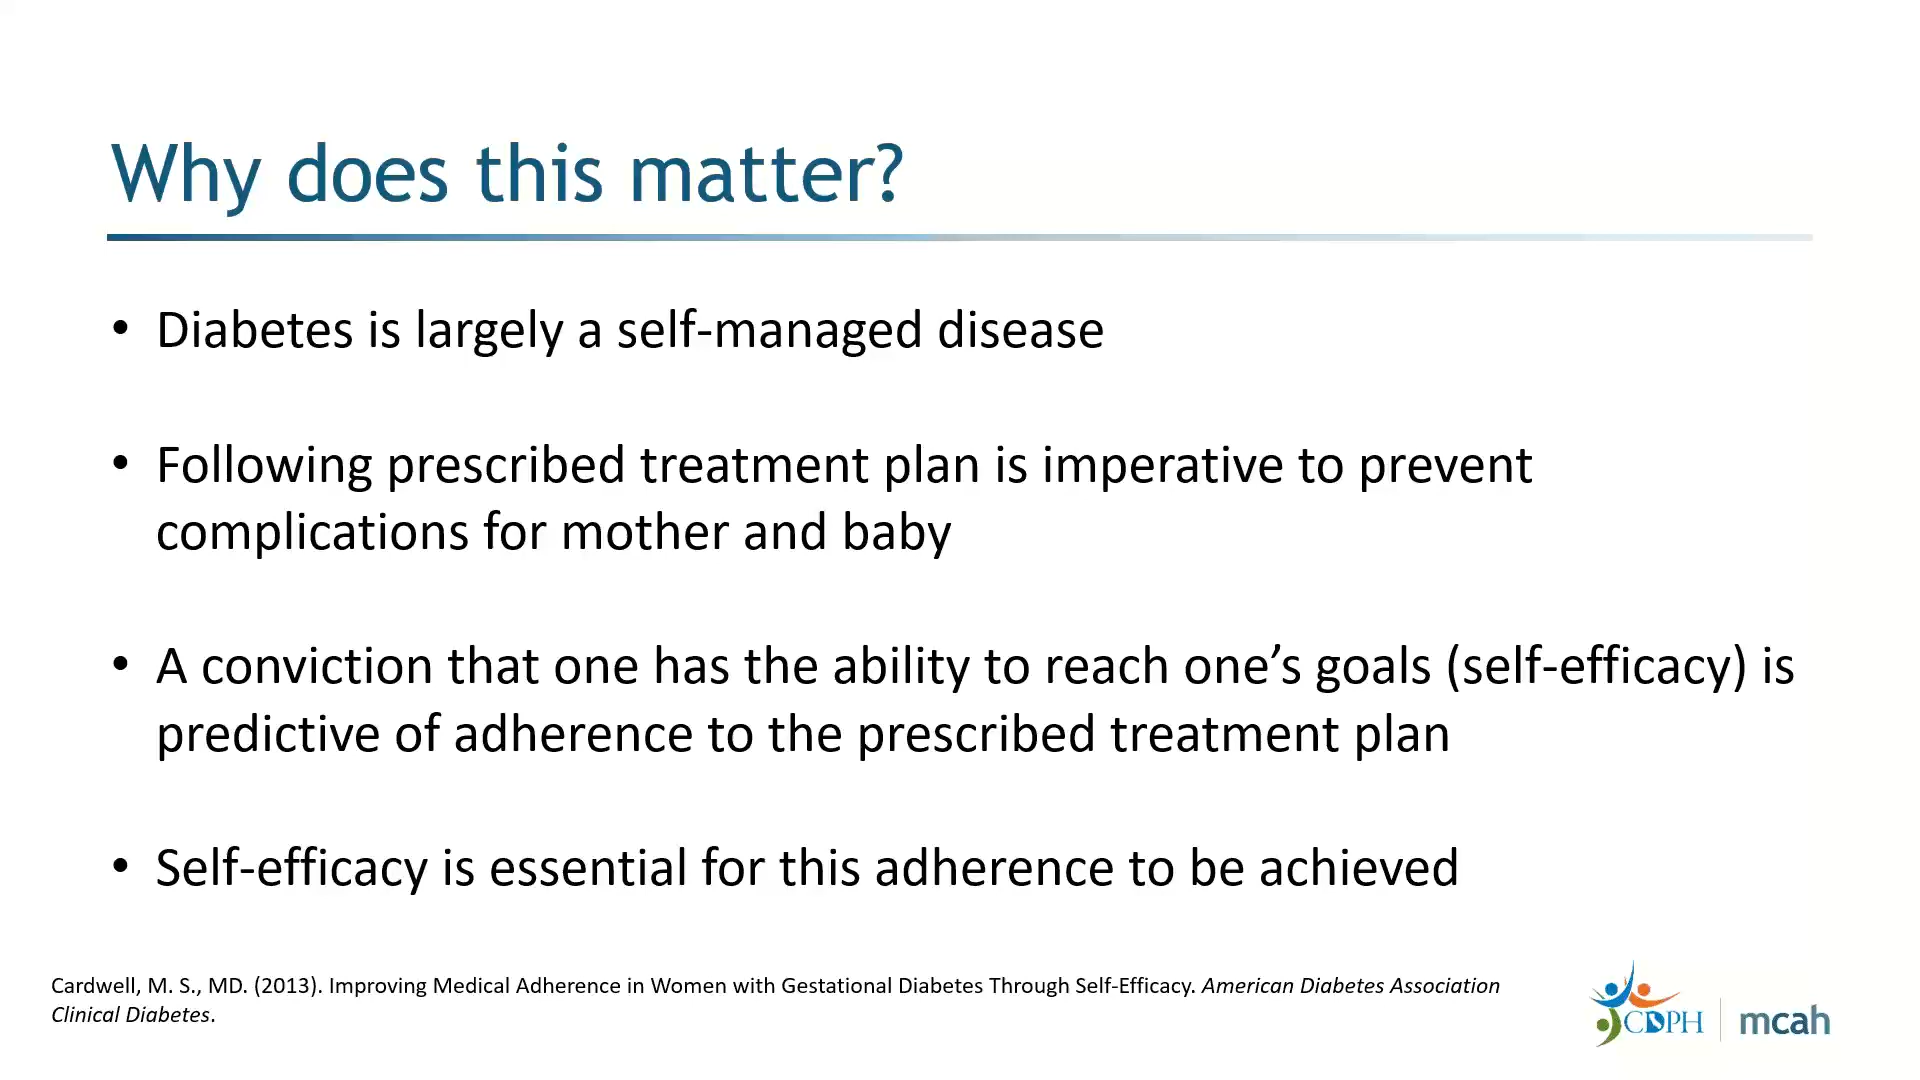 Why does this matter?
• Diabetes is largely a self-managed disease
• Following prescribed treatment plan is imperative to prevent
complications for mother and baby
• A conviction that one has the ability to reach one’s goals (self-efficacy) is
predictive of adherence to the prescribed treatment plan
• Self-efficacy is essential for this adherence to be achieved
Cardwell, M. S., MD. (2013). Improving Medical Adherence in Women with Gestational Diabetes Through Self-Efficacy. American Diabetes Association
Clinical Diabetes.
CDPH | mcah